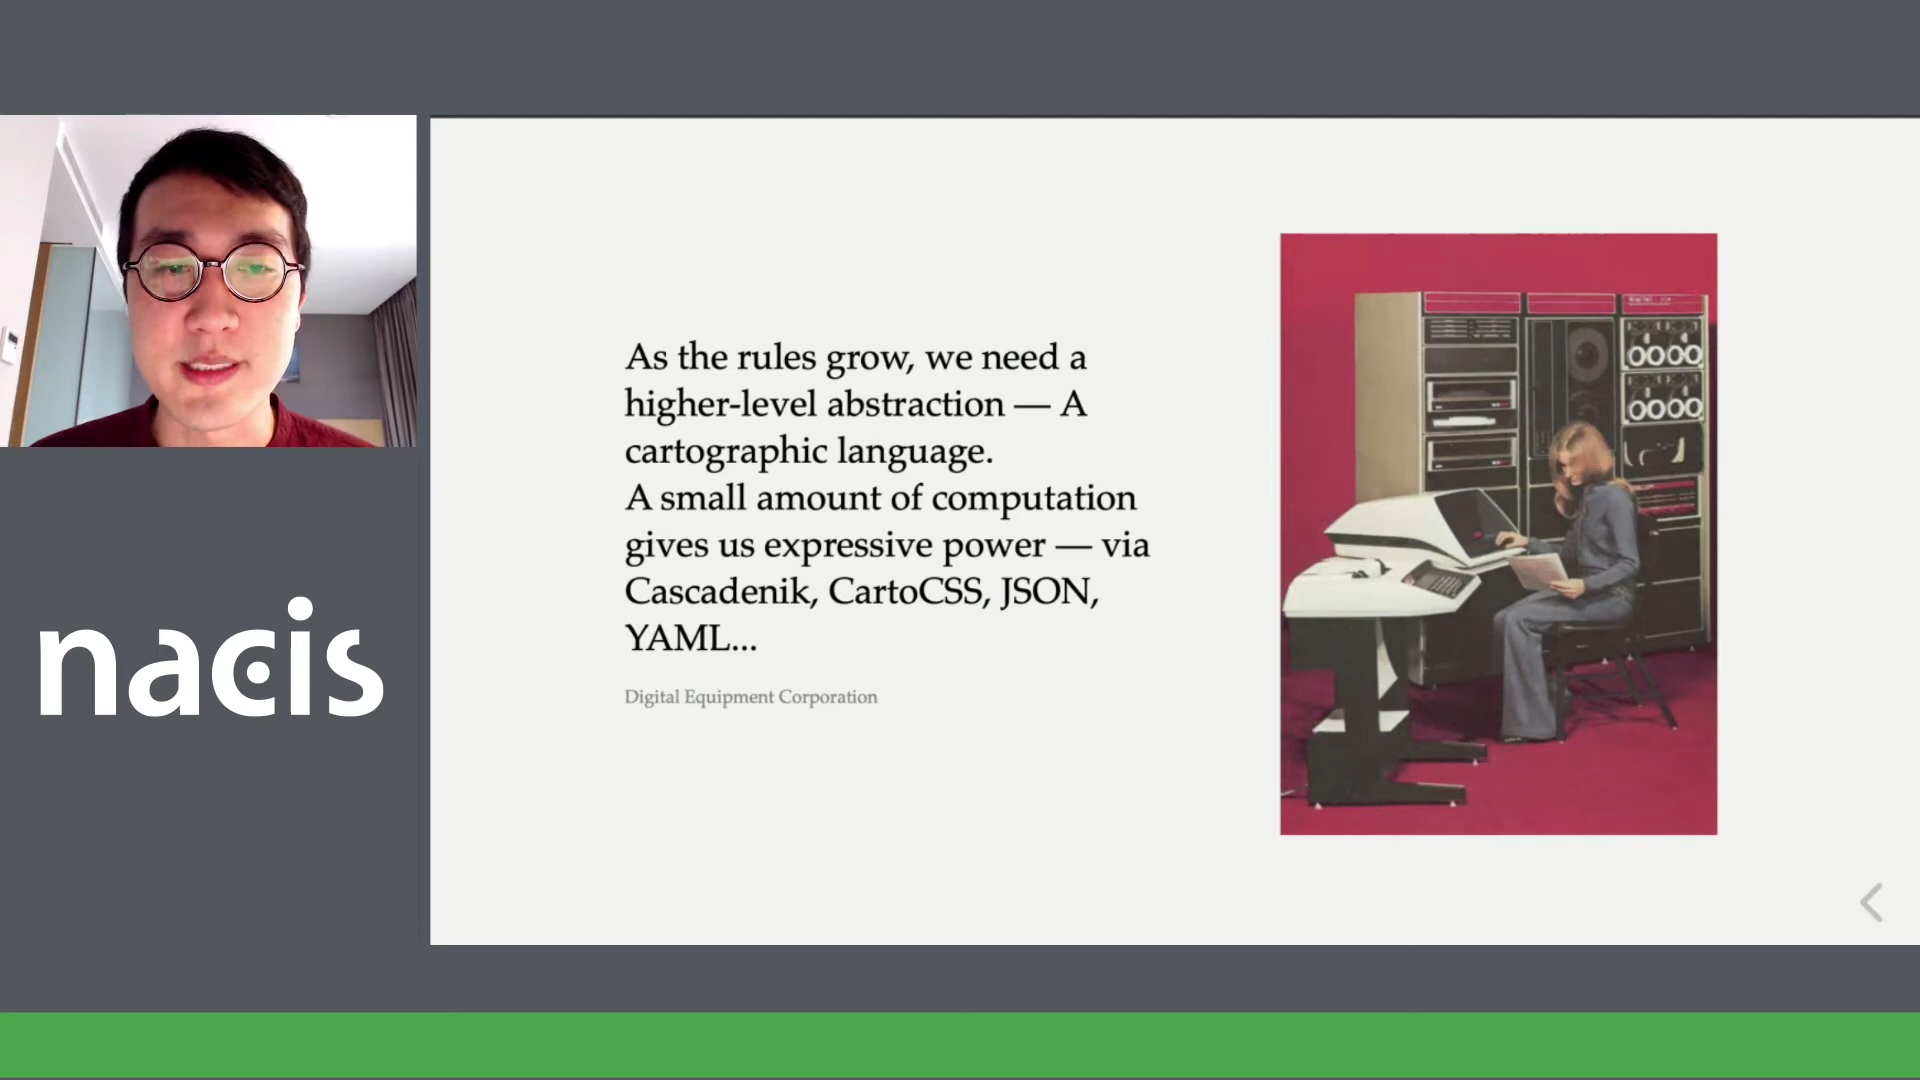 As the rules grow, we need a
higher-level abstraction — A
cartographic language.
A small amount of computation
gives us expressive power — via
Cascadenik, CartoCSS, JSON,
YAML...
Digital Equipment Corporation
nacis